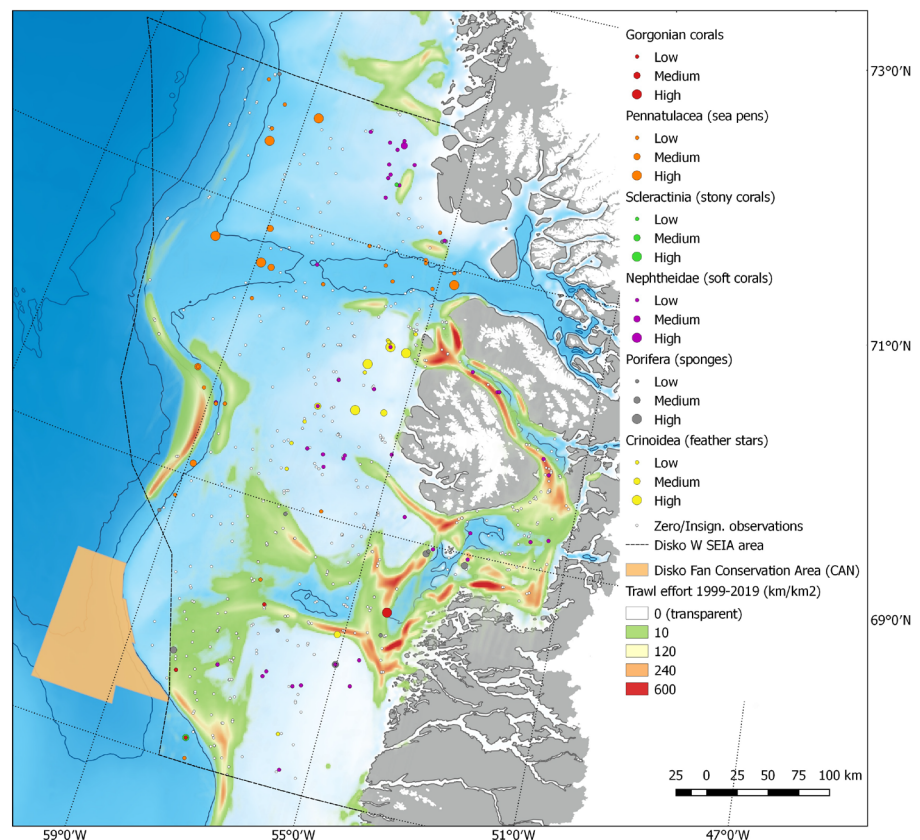 Gorgonian corals
Low
Medium
High
Pennatulacea (sea pens)
Low
Medium
High
Scleractinia (stony corals)
Low
Medium
High
Nephtheidae (soft corals)
Low
Medium
High
Porifera (sponges)
Low
Medium
High
Crinoidea (feather stars)
Low
Medium
High
Zero/Insign. observations
Disko W SEIA area
Disko Fan Conservation Area (CAN)
Trawl effort 1999-2019 (km/km2)
0 (transparent)
10
120
240
600
73°0′N
71°0′N
69°0′N
25 0 25 50 75 100 km
59°0′W 55°0′W 51°0′W 47°0′W